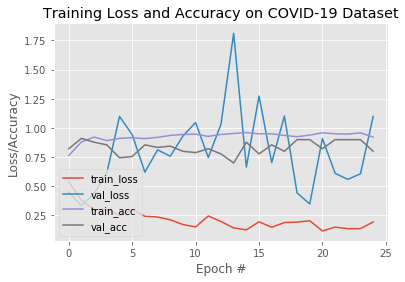 Training Loss and Accuracy on COVID-19 Dataset
Loss/Accuracy
1.75
1.50
1.25
1.00
0.75
0.50
0.25
train_loss
val_loss
train_acc
val_acc
0 5 10 15 20 25
Epoch #